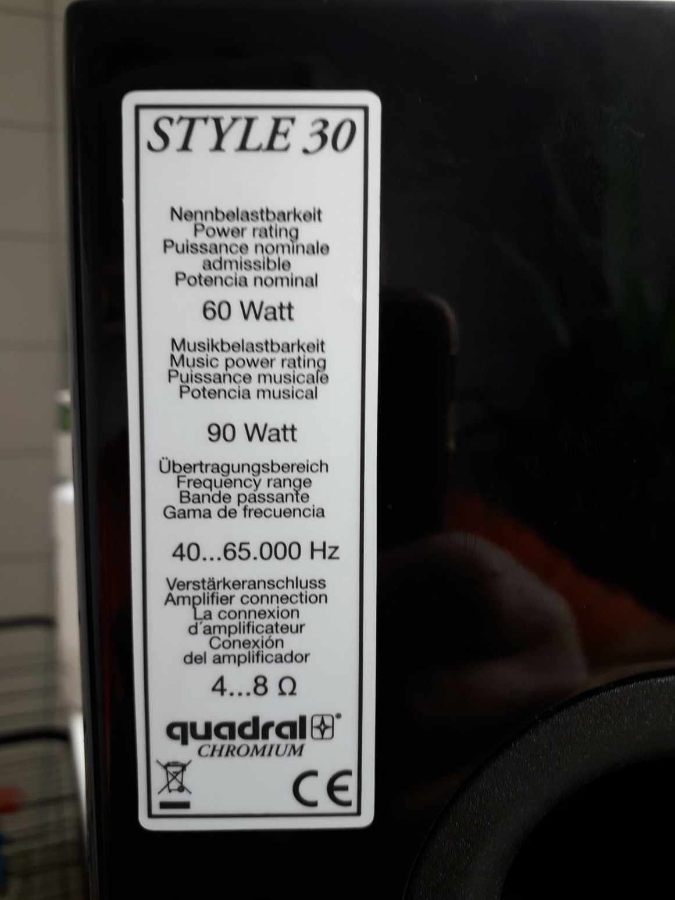 STYLE 30
Nennbelastbarkeit
Power rating
Puissance nominale
admissible
Potencia nominal
60 Watt
Musikbelastbarkeit
Music power rating
Puissance musicale
Potencia musical
90 Watt
Übertragungsbereich
Frequency range
Bande passante
Gama de frecuencia
40...65.000 Hz
Verstärkeranschluss
Amplifier connection
La connexion
d´amplificateur
Conexión
del amplificador
4...8 Ω
quadral
CHROMIUM
CE